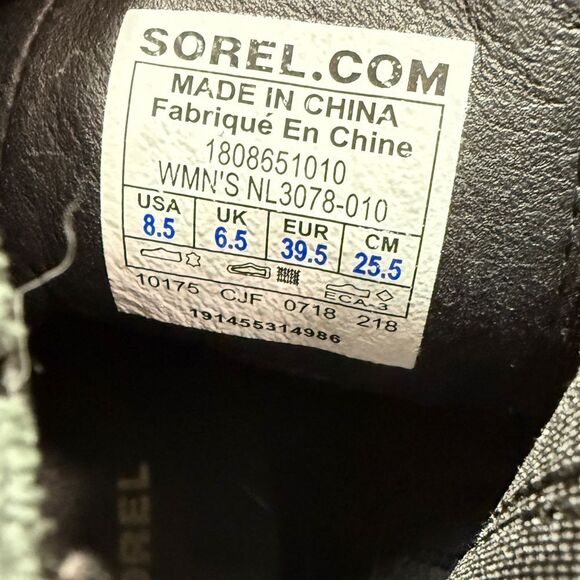 SOREL.COM
MADE IN CHINA
Fabriqué En Chine
1808651010
WMN'S NL3078-010
USA UK EUR CM
8.5 6.5 39.5 25.5
ECA 3
10175 CJF 0718 218
191455314986
SOREL